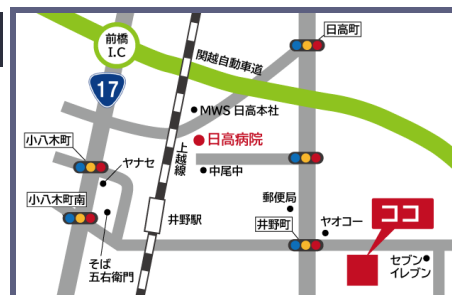 前橋
I.C
日高町
関越自動車道
17
MWS 日高本社
小八木町
上越線
日高病院
ヤナセ
中尾中
小八木町南
郵便局
ココ
井野駅
井野町
ヤオコー
そば
五右衛門
セブン
イレブン